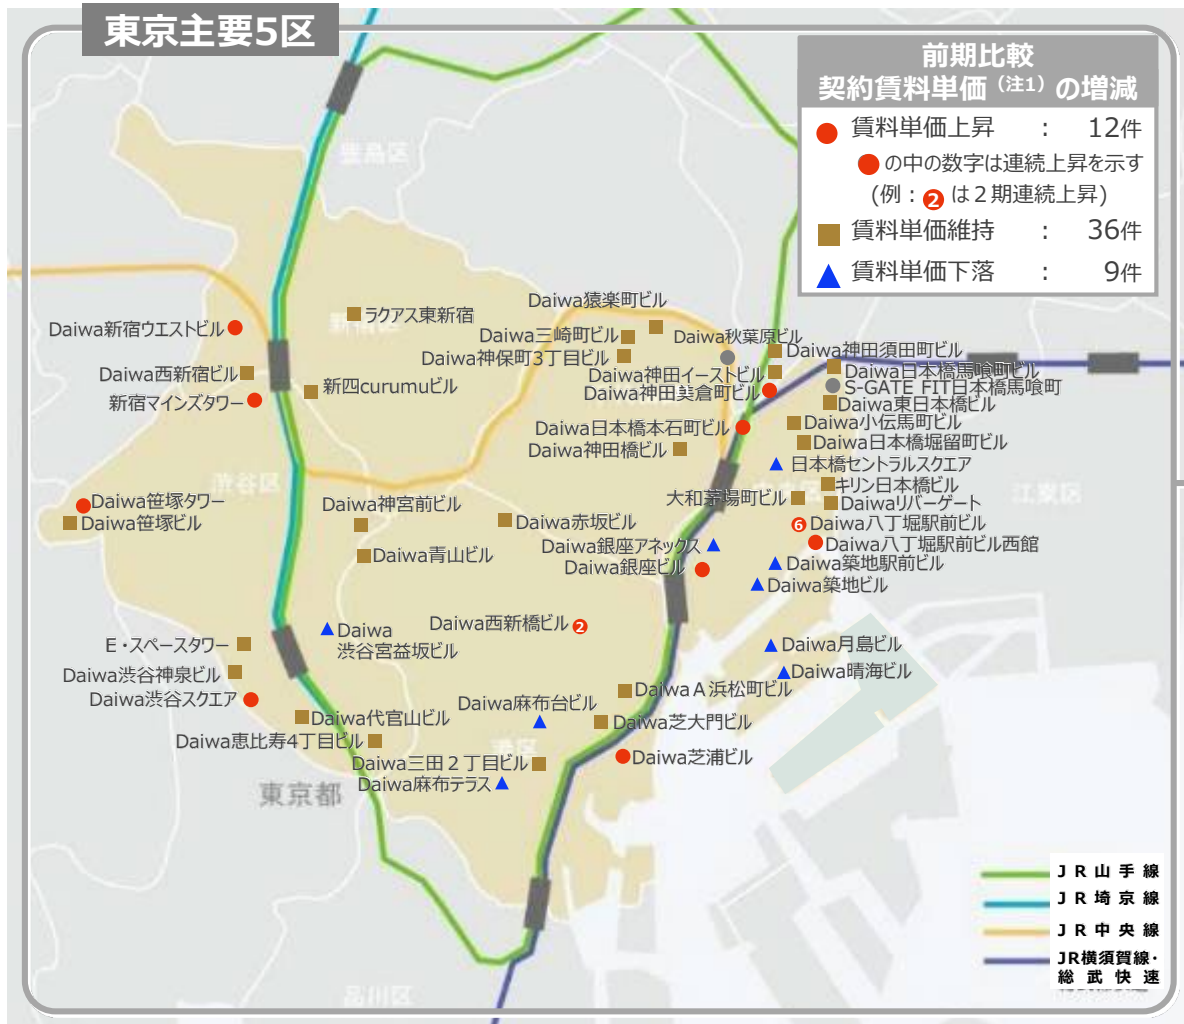 東京主要5区
前期比較
契約賃料単価（注1）の増減
賃料単価上昇 : 12件
の中の数字は連続上昇を示す
(例：2 は２期連続上昇)
賃料単価維持 : 36件
賃料単価下落 : 9件
豊島区
Daiwa猿楽町ビル
ラクアス東新宿
Daiwa新宿ウエストビル
Daiwa三崎町ビル
Daiwa秋葉原ビル
Daiwa神田須田町ビル
Daiwa神保町3丁目ビル
Daiwa西新宿ビル
Daiwa神田イーストビル
Daiwa日本橋馬喰町ビル
新四curumuビル
S-GATE FIT日本橋馬喰町
新宿マインズタワー
Daiwa神田美倉町ビル
Daiwa東日本橋ビル
Daiwa日本橋本石町ビル
Daiwa小伝馬町ビル
Daiwa神田橋ビル
Daiwa日本橋堀留町ビル
日本橋セントラルスクエア
渋谷区
キリン日本橋ビル
江東区
大和茅場町ビル
Daiwaリバーゲート
Daiwa笹塚タワー
Daiwa神宮前ビル
Daiwa笹塚ビル
Daiwa赤坂ビル
6 Daiwa八丁堀駅前ビル
Daiwa銀座アネックス
Daiwa八丁堀駅前ビル西館
Daiwa青山ビル
Daiwa銀座ビル
Daiwa築地駅前ビル
Daiwa築地ビル
Daiwa西新橋ビル 2
Daiwa
渋谷宮益坂ビル
E・スペースタワー
Daiwa月島ビル
Daiwa渋谷神泉ビル
Daiwa晴海ビル
Daiwa渋谷スクエア
DaiwaＡ浜松町ビル
Daiwa麻布台ビル
Daiwa代官山ビル
Daiwa芝大門ビル
Daiwa恵比寿4丁目ビル
港区
Daiwa三田２丁目ビル
Daiwa芝浦ビル
Daiwa麻布テラス
東京都
ＪＲ山手線
ＪＲ埼京線
ＪＲ中央線
JR横須賀線・
総武快速
品川区